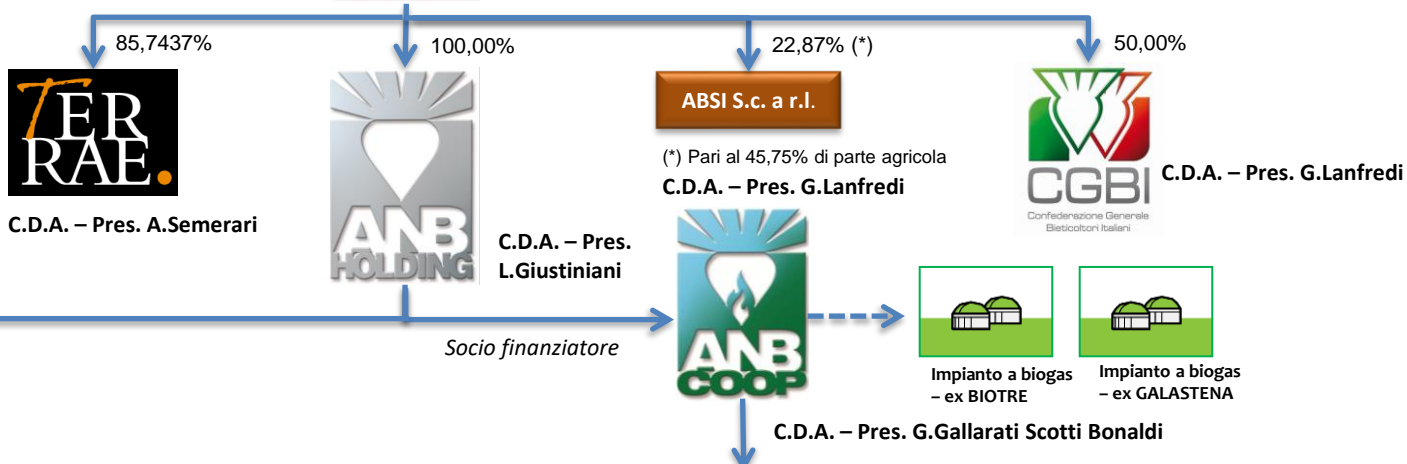 85,7437%
100,00%
22,87% (*)
50,00%
TER
RAE.
C.D.A. – Pres. A.Semerari
ANB
HOLDING
C.D.A. – Pres.
L.Giustiniani
ABSI S.c. a r.l.
(*) Pari al 45,75% di parte agricola
C.D.A. – Pres. G.Lanfredi
CGBI
Confederazione Generale
Bieticoltori Italiani
C.D.A. – Pres. G.Lanfredi
Socio finanziatore
ANB
COOP
Impianto a biogas
– ex BIOTRE
Impianto a biogas
– ex GALASTENA
C.D.A. – Pres. G.Gallarati Scotti Bonaldi